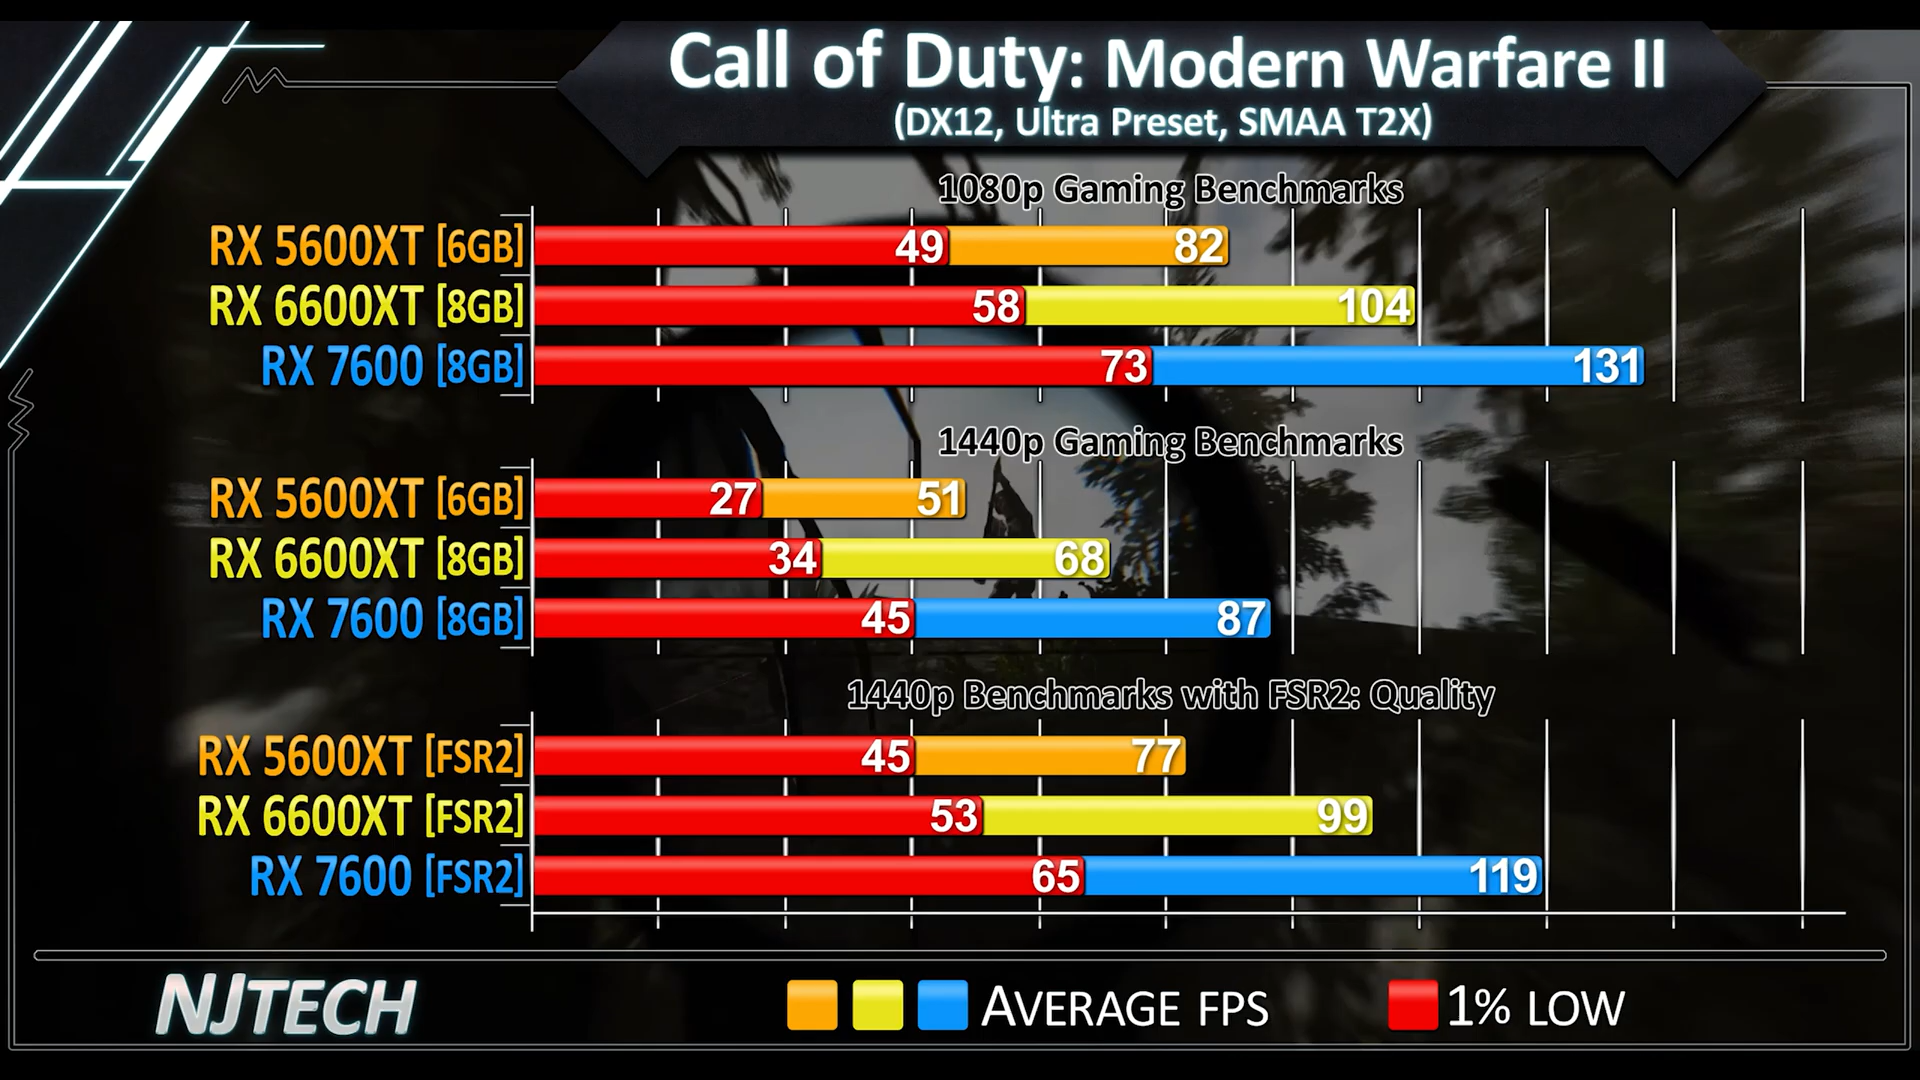 Call of Duty: Modern Warfare II
(DX12, Ultra Preset, SMAA T2X)
1080p Gaming Benchmarks
RX 5600XT [6GB] 49 82
RX 6600XT [8GB] 58 104
RX 7600 [8GB] 73 131
1440p Gaming Benchmarks
RX 5600XT [6GB] 27 51
RX 6600XT [8GB] 34 68
RX 7600 [8GB] 45 87
1440p Benchmarks with FSR2: Quality
RX 5600XT [FSR2] 45 77
RX 6600XT [FSR2] 53 99
RX 7600 [FSR2] 65 119
NJTECH AVERAGE FPS 1% LOW